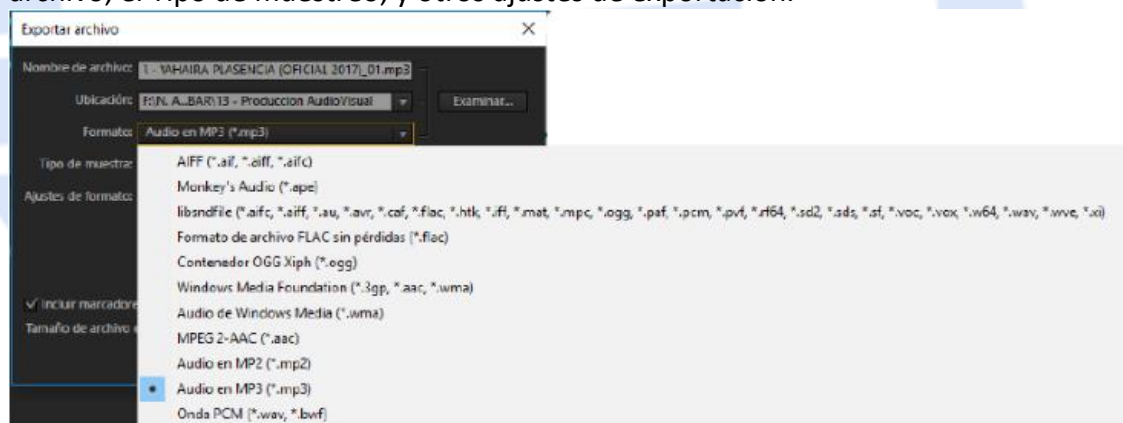 archivo, el Tipo de muestreo, y otros ajustes de exportación.
Exportar archivo
Nombre de archivo: 1 - YAHAIRA PLASENCIA (OFICIAL 2017)_01.mp3
Ubicación: F:\N. A...BAR\13 - Produccion AudioVisual Examinar...
Formato: Audio en MP3 (*.mp3)
Tipo de muestra:
AIFF (*.aif, *.aiff, *.aifc)
Monkey's Audio (*.ape)
Ajustes de formato:
libsndfile (*.aifc, *.aiff, *.au, *.avr, *.caf, *.flac, *.htk, *.iff, *.mat, *.mpc, *.ogg, *.paf, *.pcm, *.pvf, *.rf64, *.sd2, *.sds, *.sf, *.voc, *.vox, *.w64, *.wav, *.wve, *.xi)
Formato de archivo FLAC sin pérdidas (*.flac)
Contenedor OGG Xiph (*.ogg)
Windows Media Foundation (*.3gp, *.aac, *.wma)
Incluir marcadore
Audio de Windows Media (*.wma)
Tamaño de archivo
MPEG 2-AAC (*.aac)
Audio en MP2 (*.mp2)
Audio en MP3 (*.mp3)
Onda PCM (*.wav, *.bwf)